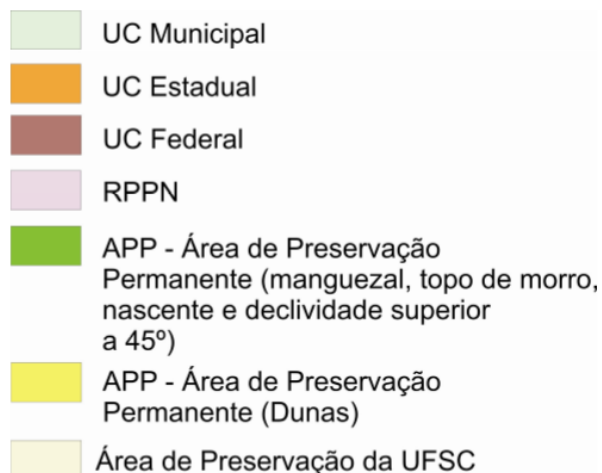 UC Municipal
UC Estadual
UC Federal
RPPN
APP - Área de Preservação
Permanente (manguezal, topo de morro,
nascente e declividade superior
a 45º)
APP - Área de Preservação
Permanente (Dunas)
Área de Preservação da UFSC